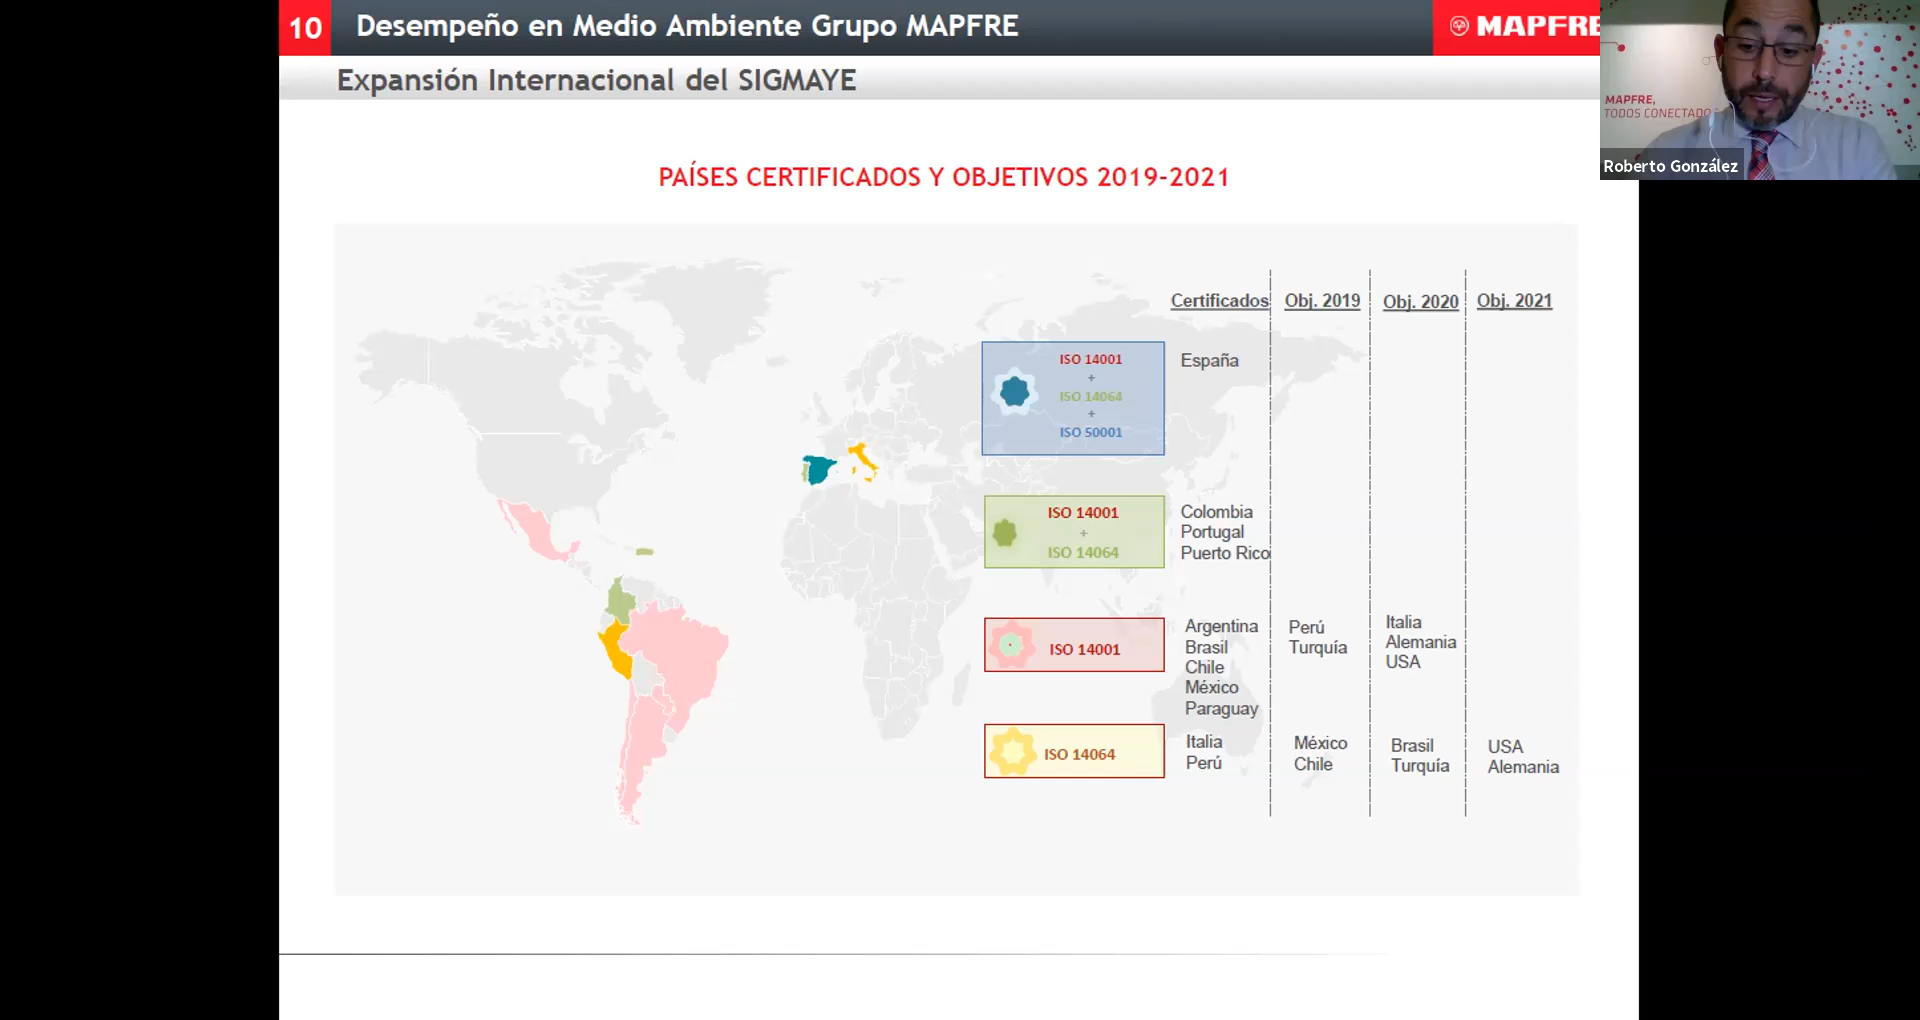 10
Desempeño en Medio Ambiente Grupo MAPFRE
MAPFRE
Expansión Internacional del SIGMAYE
MAPFRE,
TODOS CONECTADO
Roberto González
PAÍSES CERTIFICADOS Y OBJETIVOS 2019-2021
Certificados
Obj. 2019
Obj. 2020
Obj. 2021
ISO 14001
+
ISO 14064
+
ISO 50001
España
ISO 14001
+
ISO 14064
Colombia
Portugal
Puerto Rico
ISO 14001
Argentina
Brasil
Chile
México
Paraguay
Perú
Turquía
Italia
Alemania
USA
ISO 14064
Italia
Perú
México
Chile
Brasil
Turquía
USA
Alemania